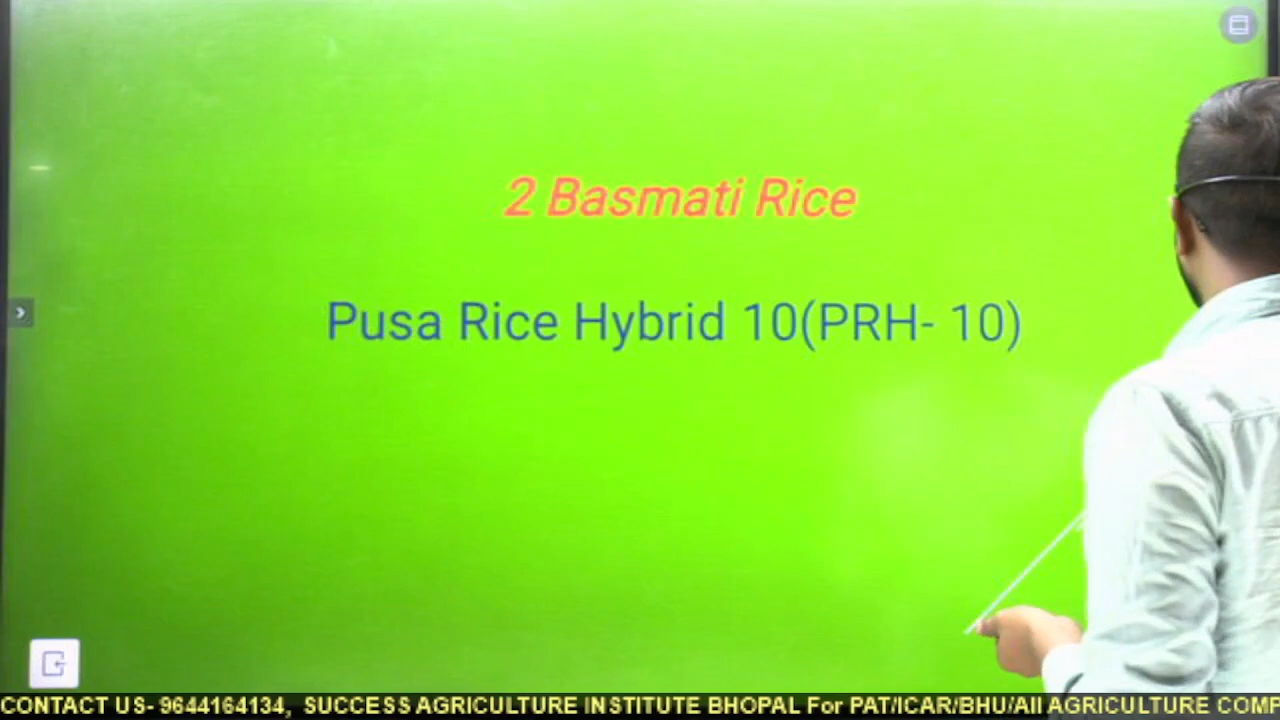 2 Basmati Rice
Pusa Rice Hybrid 10(PRH- 10)
CONTACT US- 9644164134, SUCCESS AGRICULTURE INSTITUTE BHOPAL For PAT/ICAR/BHU/All AGRICULTURE COMP